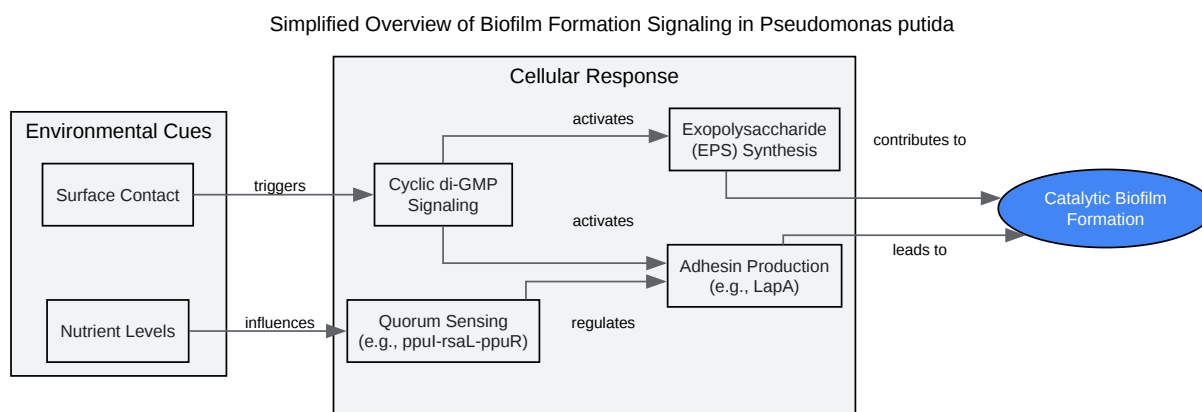 Simplified Overview of Biofilm Formation Signaling in Pseudomonas putida
Environmental Cues
Surface Contact
Nutrient Levels
triggers
influences
Cellular Response
Cyclic di-GMP
Signaling
Quorum Sensing
(e.g., ppuI-rsaL-ppuR)
activates
activates
regulates
Exopolysaccharide
(EPS) Synthesis
Adhesin Production
(e.g., LapA)
contributes to
leads to
Catalytic Biofilm
Formation